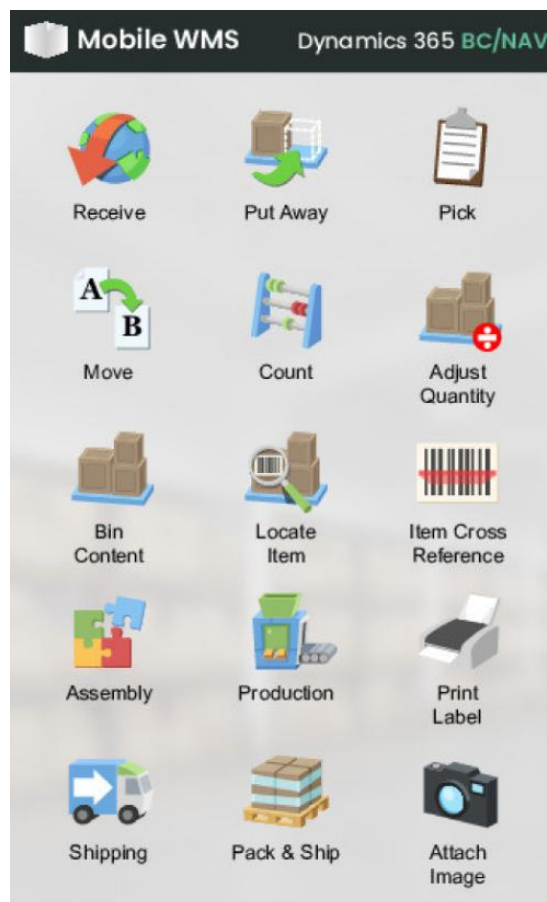 Mobile WMS Dynamics 365 BC/NAV
Receive Put Away Pick
A
B
Move Count Adjust
Quantity
Bin Locate Item Cross
Content Item Reference
Assembly Production Print
Label
Shipping Pack & Ship Attach
Image